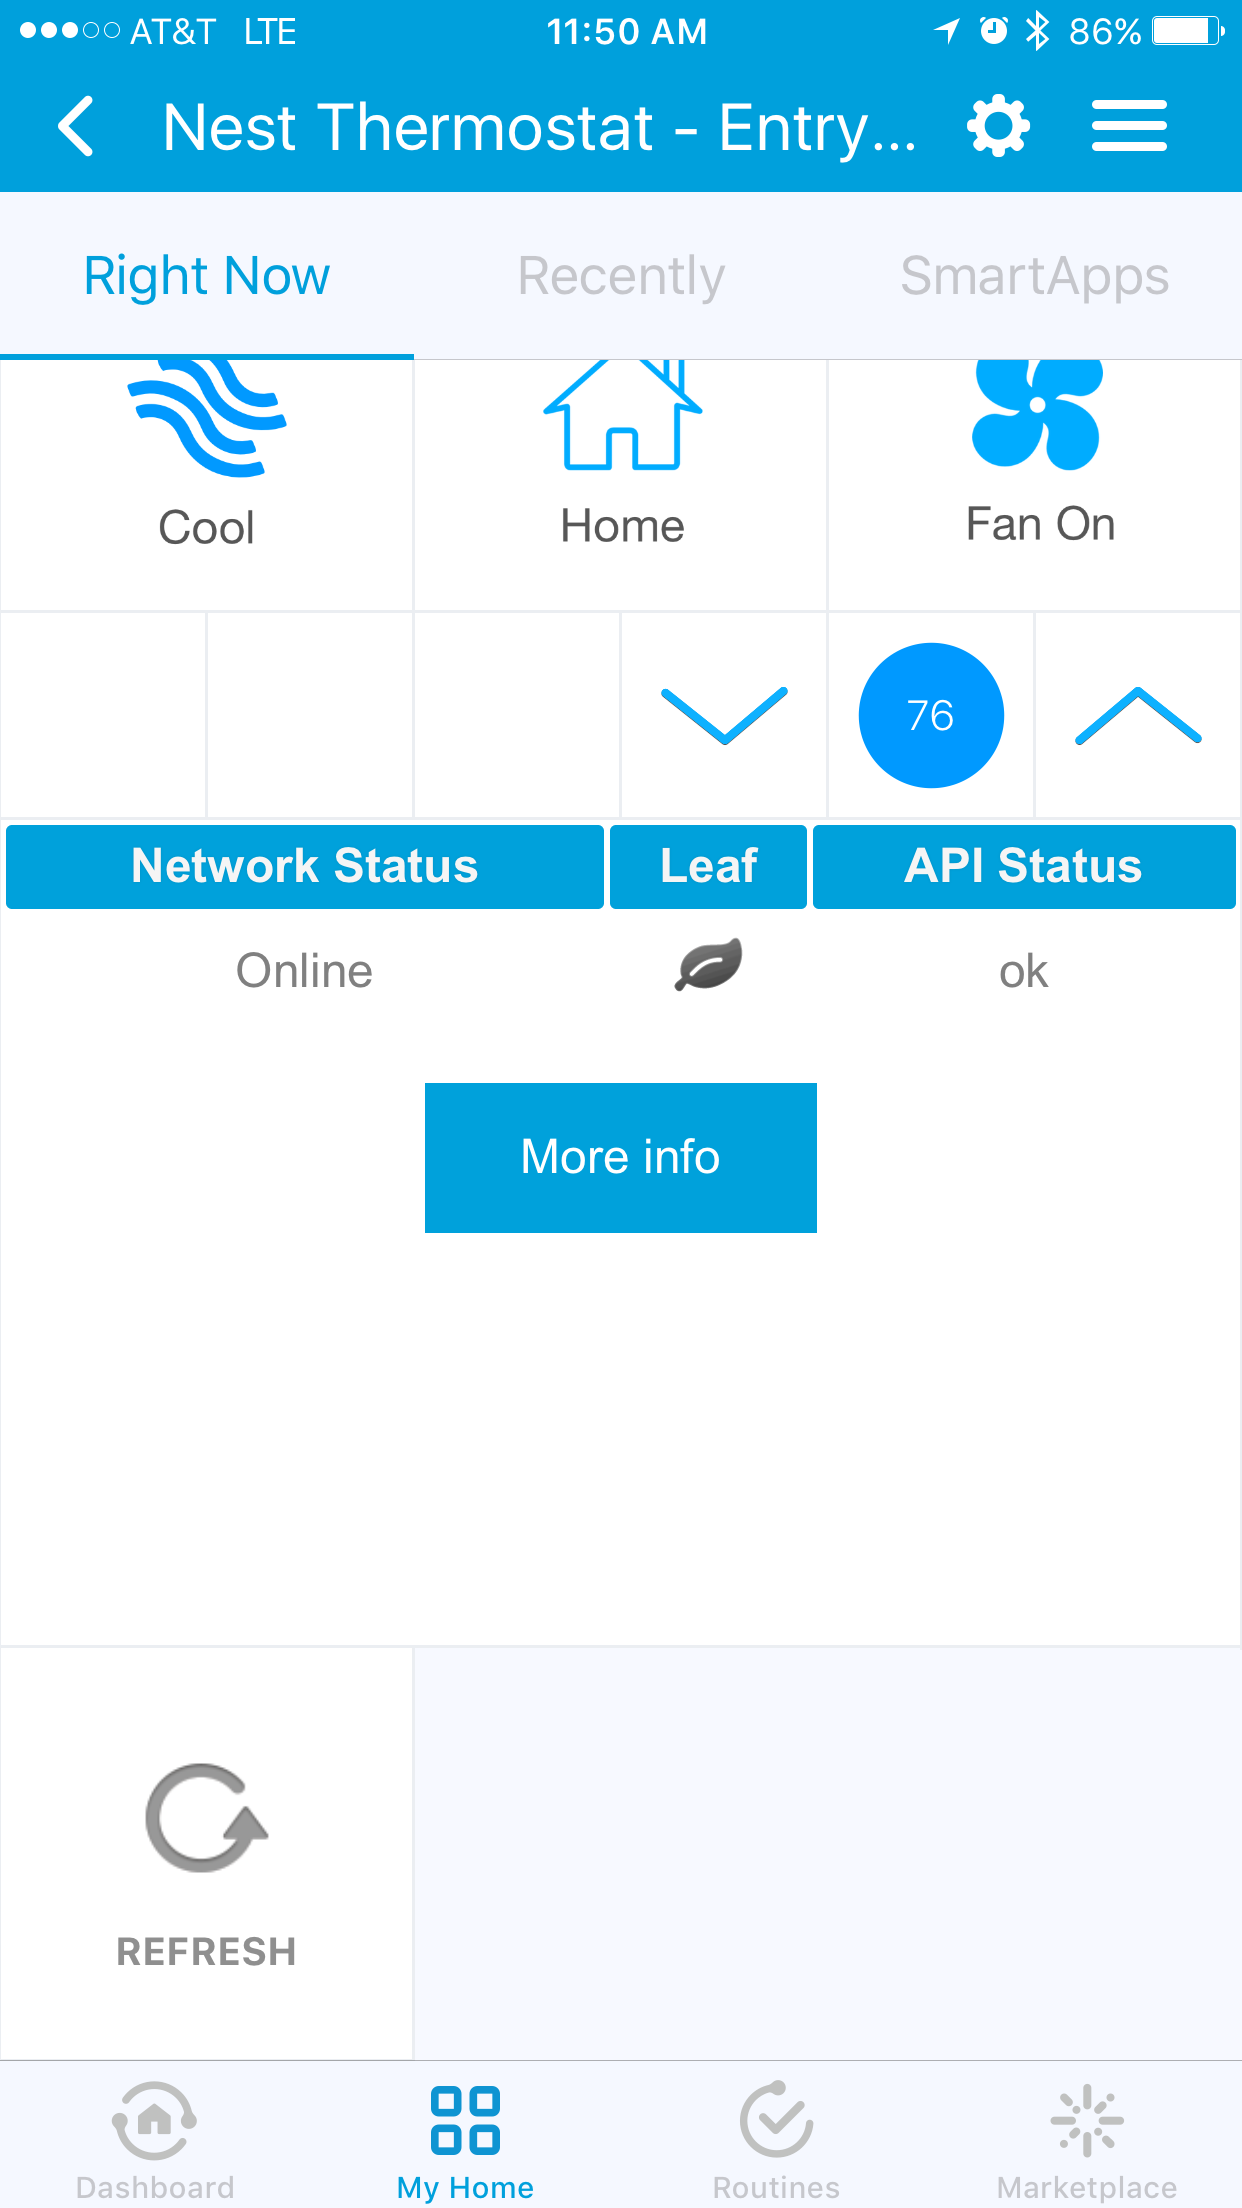 AT&T LTE 11:50 AM 86%
Nest Thermostat - Entry...
Right Now Recently SmartApps
Cool Home Fan On
76
Network Status Leaf API Status
Online ok
More info
REFRESH
Dashboard My Home Routines Marketplace